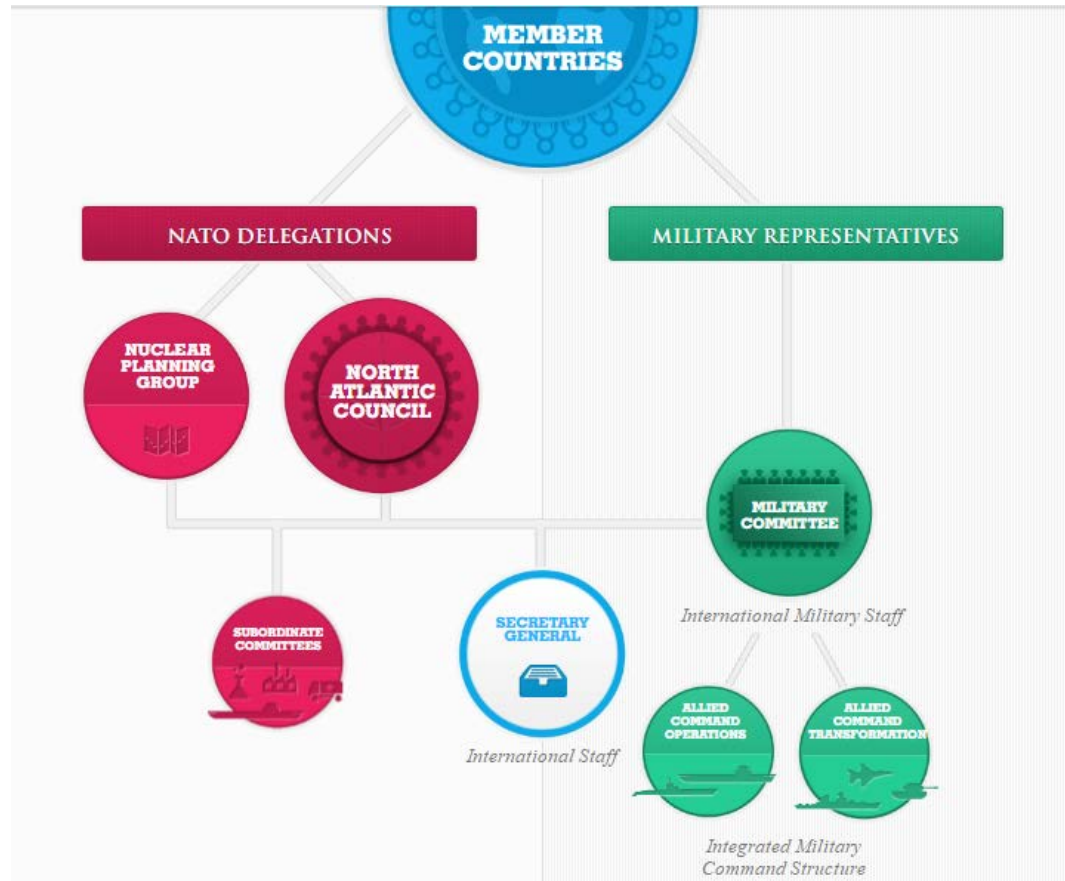 MEMBER
COUNTRIES
NATO DELEGATIONS
MILITARY REPRESENTATIVES
NUCLEAR
PLANNING
GROUP
NORTH
ATLANTIC
COUNCIL
MILITARY
COMMITTEE
International Military Staff
SUBORDINATE
COMMITTEES
SECRETARY
GENERAL
International Staff
ALLIED
COMMAND
OPERATIONS
ALLIED
COMMAND
TRANSFORMATION
Integrated Military
Command Structure